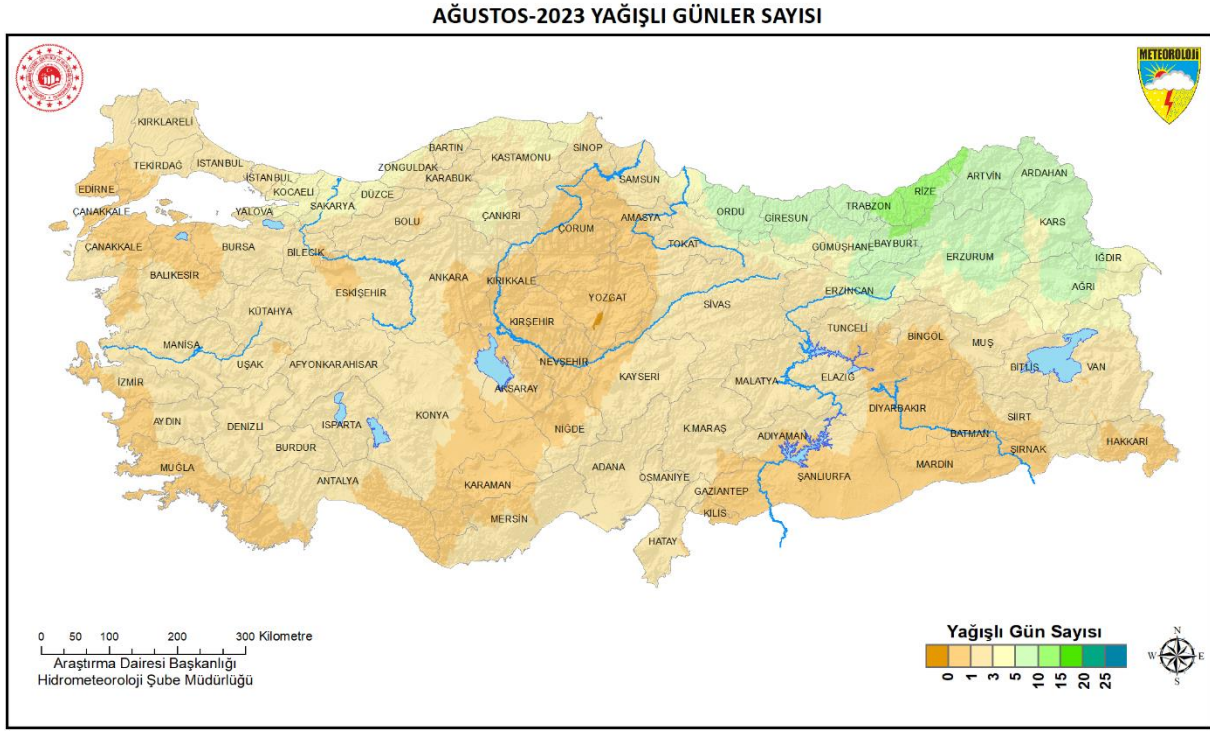 AĞUSTOS-2023 YAĞIŞLI GÜNLER SAYISI
METEOROLOJİ
KIRKLARELİ
TEKİRDAĞ
İSTANBUL
İSTANBUL
EDİRNE
KOCAELİ
ÇANAKKALE
YALOVA
SAKARYA
DÜZCE
ZONGULDAK
BARTIN
KARABÜK
KASTAMONU
SİNOP
SAMSUN
ORDU
GİRESUN
TRABZON
RİZE
ARTVİN
ARDAHAN
KARS
ÇANAKKALE
BURSA
BİLECİK
BOLU
ÇANKIRI
ÇORUM
AMASYA
TOKAT
GÜMÜŞHANE
BAYBURT
ERZURUM
IĞDIR
BALIKESİR
ESKİŞEHİR
ANKARA
KIRIKKALE
YOZGAT
SİVAS
ERZİNCAN
AĞRI
KÜTAHYA
KIRŞEHİR
TUNCELİ
BİNGÖL
MUŞ
MANİSA
UŞAK
AFYONKARAHİSAR
NEVŞEHİR
KAYSERİ
MALATYA
ELAZIĞ
BİTLİS
VAN
İZMİR
AKSARAY
AYDIN
DENİZLİ
ISPARTA
KONYA
NİĞDE
K.MARAŞ
ADIYAMAN
DİYARBAKIR
SİİRT
BATMAN
ŞIRNAK
HAKKARİ
BURDUR
MUĞLA
ANTALYA
KARAMAN
ADANA
OSMANİYE
GAZİANTEP
ŞANLIURFA
MARDİN
MERSİN
KİLİS
HATAY
0 50 100 200 300 Kilometre
Araştırma Dairesi Başkanlığı
Hidrometeoroloji Şube Müdürlüğü
Yağışlı Gün Sayısı
0 1 3 5 10 15 20 25
N
W E
S